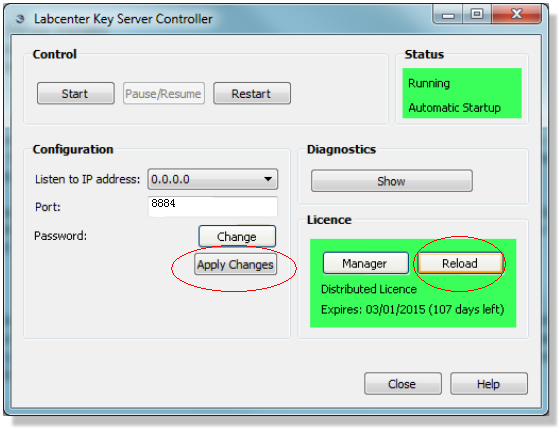 Labcenter Key Server Controller
Control
Start Pause/Resume Restart
Status
Running
Automatic Startup
Configuration
Listen to IP address: 0.0.0.0
Port: 8884
Password: Change
Apply Changes
Diagnostics
Show
Licence
Manager Reload
Distributed Licence
Expires: 03/01/2015 (107 days left)
Close Help